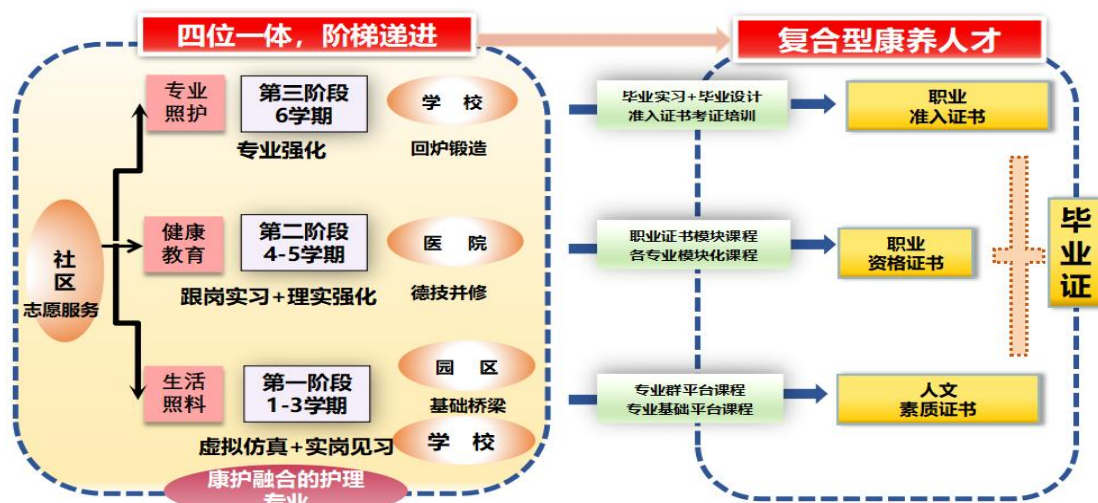 四位一体，阶梯递进
复合型康养人才
专业
照护
第三阶段
6学期
学 校
专业强化
回炉锻造
毕业实习+毕业设计
准入证书考证培训
职业
准入证书
社
区
志愿服务
健康
教育
第二阶段
4-5学期
医 院
跟岗实习+理实强化
德技并修
职业证书模块课程
各专业模块化课程
职业
资格证书
毕
业
证
生活
照料
第一阶段
1-3学期
园 区
基础桥梁
虚拟仿真+实岗见习
学 校
专业群平台课程
专业基础平台课程
人文
素质证书
康护融合的护理
专业